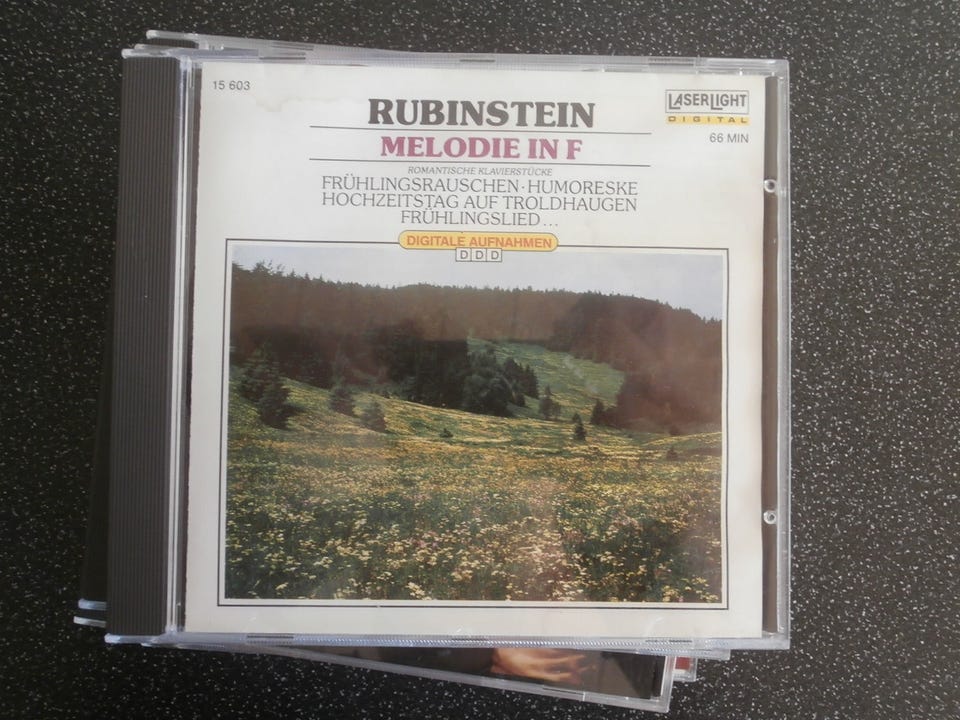 15 603
RUBINSTEIN
LASERLIGHT
DIGITAL
66 MIN
MELODIE IN F
ROMANTISCHE KLAVIERSTÜCKE
FRÜHLINGSRAUSCHEN · HUMORESKE
HOCHZEITSTAG AUF TROLDHAUGEN
FRÜHLINGSLIED...
DIGITALE AUFNAHMEN
DDD